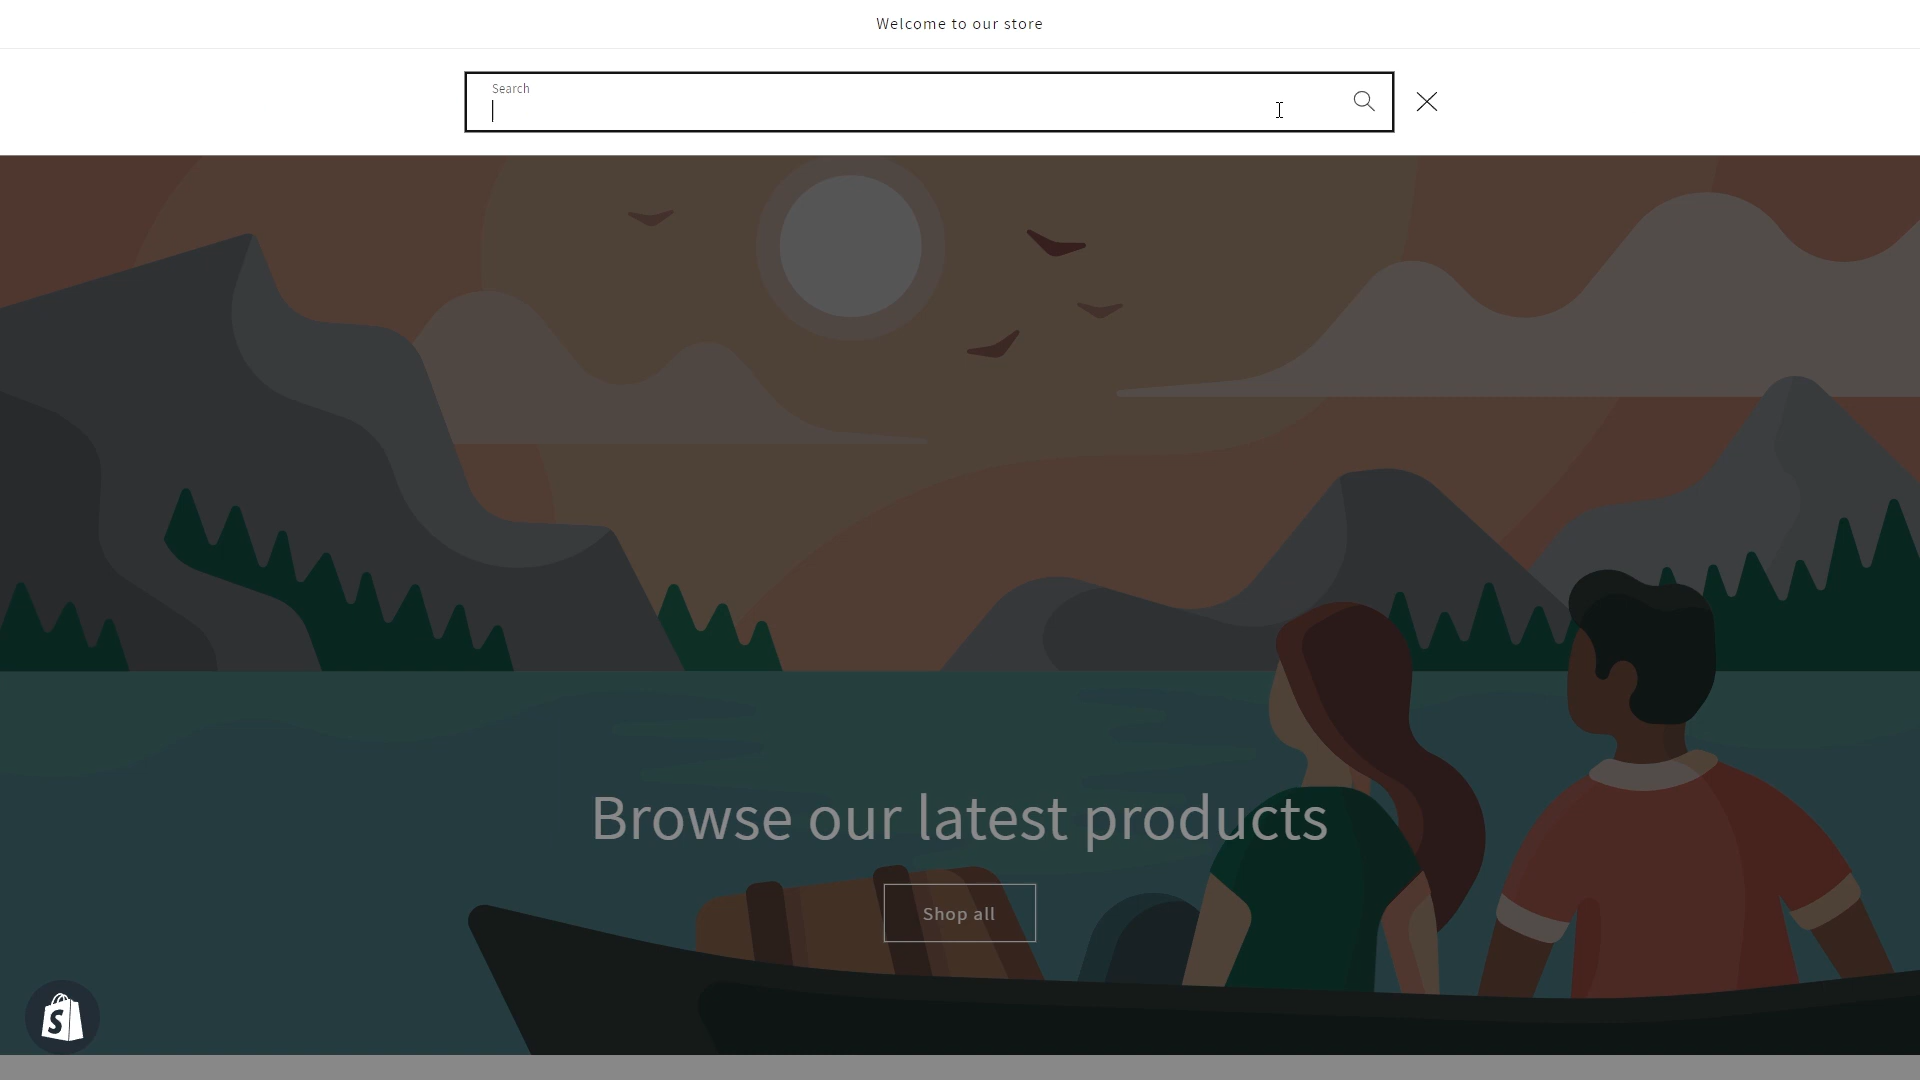 Welcome to our store
Search
Browse our latest products
Shop all
S